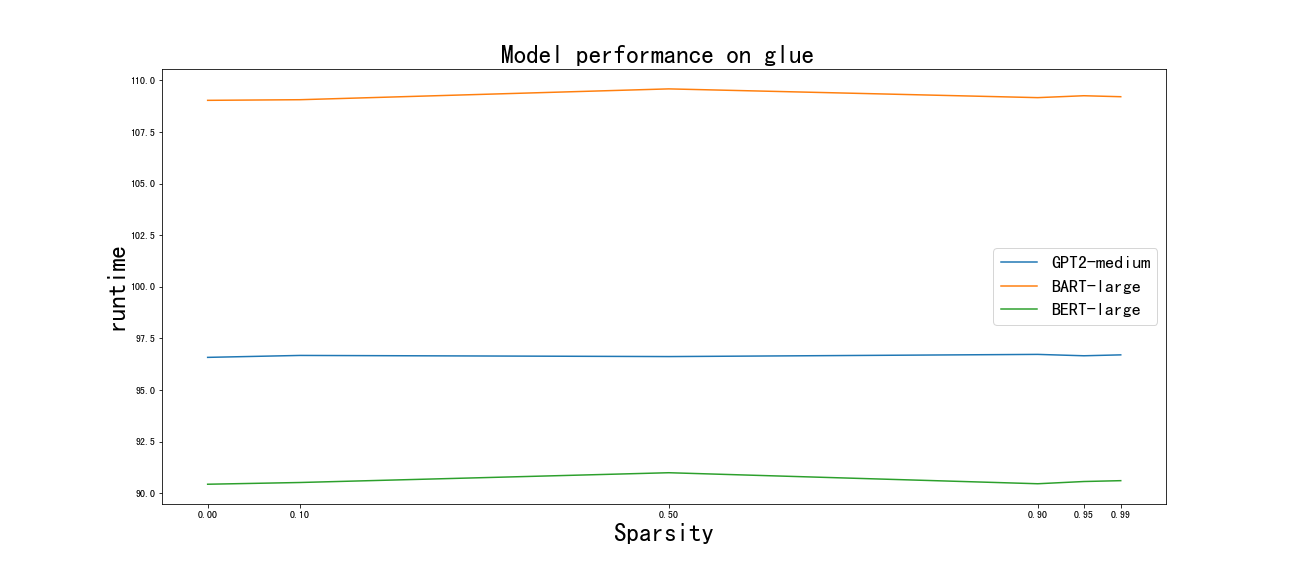 Model performance on glue
110.0
107.5
105.0
102.5
100.0
97.5
95.0
92.5
90.0
runtime
GPT2-medium
BART-large
BERT-large
0.00 0.10 0.50 0.90 0.95 0.99
Sparsity